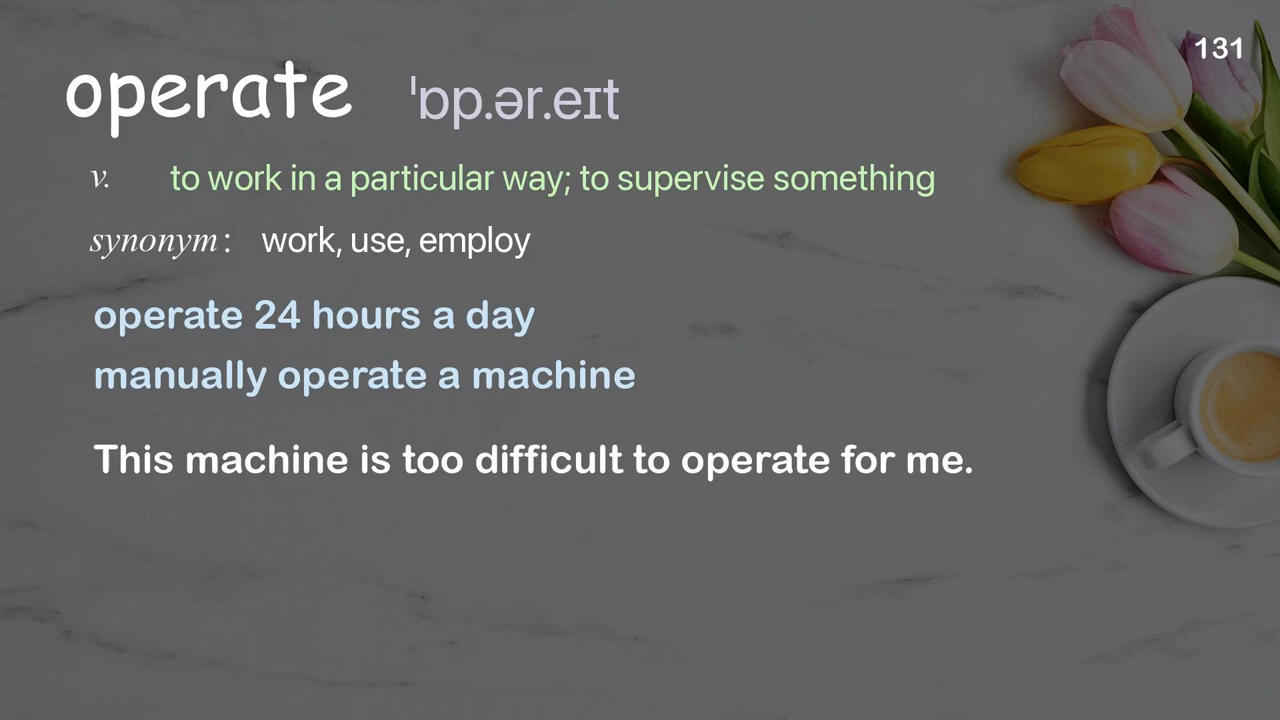 131
operate ˈɒp.ər.eɪt
v. to work in a particular way; to supervise something
synonym: work, use, employ
operate 24 hours a day
manually operate a machine
This machine is too difficult to operate for me.